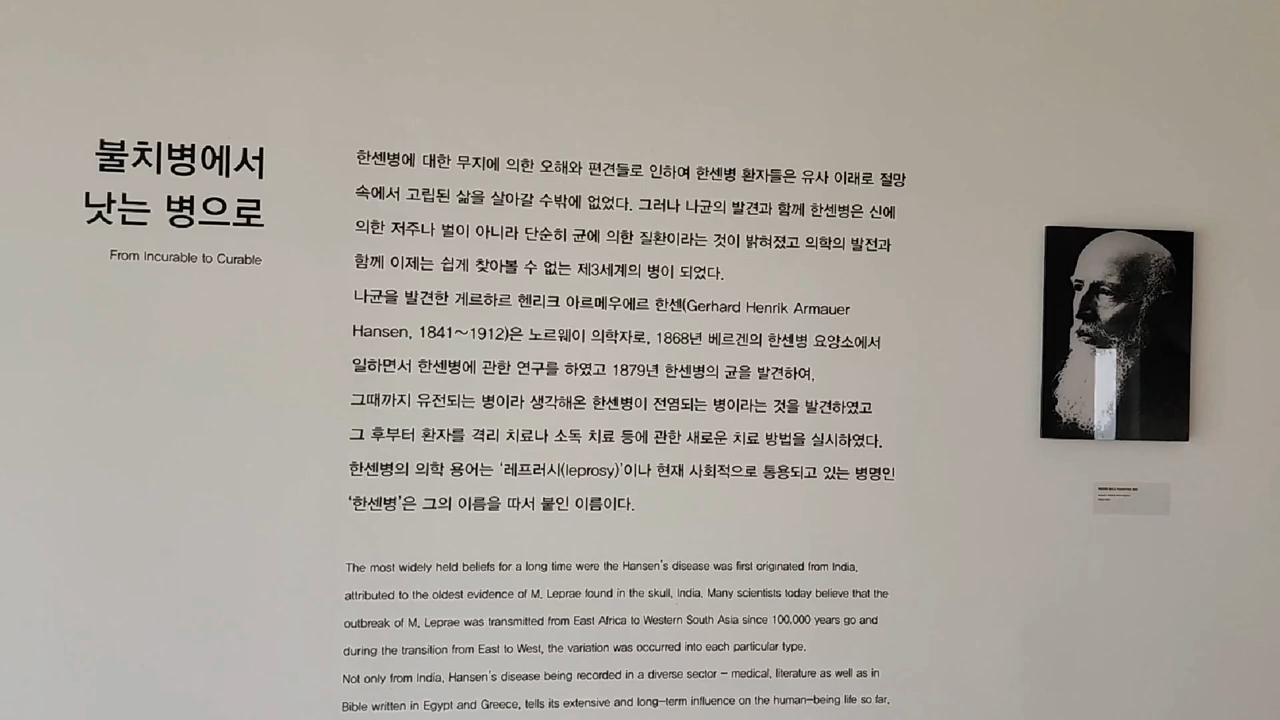 불치병에서
낫는 병으로
From Incurable to Curable
한센병에 대한 무지에 의한 오해와 편견들로 인하여 한센병 환자들은 유사 이래로 절망
속에서 고립된 삶을 살아갈 수밖에 없었다. 그러나 나균의 발견과 함께 한센병은 신에
의한 저주나 벌이 아니라 단순히 균에 의한 질환이라는 것이 밝혀졌고 의학의 발전과
함께 이제는 쉽게 찾아볼 수 없는 제3세계의 병이 되었다.
나균을 발견한 게르하르 헨리크 아르메우에르 한센(Gerhard Henrik Armauer
Hansen, 1841~1912)은 노르웨이 의학자로, 1868년 베르겐의 한센병 요양소에서
일하면서 한센병에 관한 연구를 하였고 1879년 한센병의 균을 발견하여,
그때까지 유전되는 병이라 생각해온 한센병이 전염되는 병이라는 것을 발견하였고
그 후부터 환자를 격리 치료나 소독 치료 등에 관한 새로운 치료 방법을 실시하였다.
한센병의 의학 용어는 '레프러시(leprosy)'이나 현재 사회적으로 통용되고 있는 병명인
'한센병'은 그의 이름을 따서 붙인 이름이다.
The most widely held beliefs for a long time were the Hansen's disease was first originated from India,
attributed to the oldest evidence of M. Leprae found in the skull, India. Many scientists today believe that the
outbreak of M. Leprae was transmitted from East Africa to Western South Asia since 100,000 years go and
during the transition from East to West, the variation was occurred into each particular type.
Not only from India, Hansen's disease being recorded in a diverse sector – medical, literature as well as in
Bible written in Egypt and Greece, tells its extensive and long-term influence on the human-being life so far.